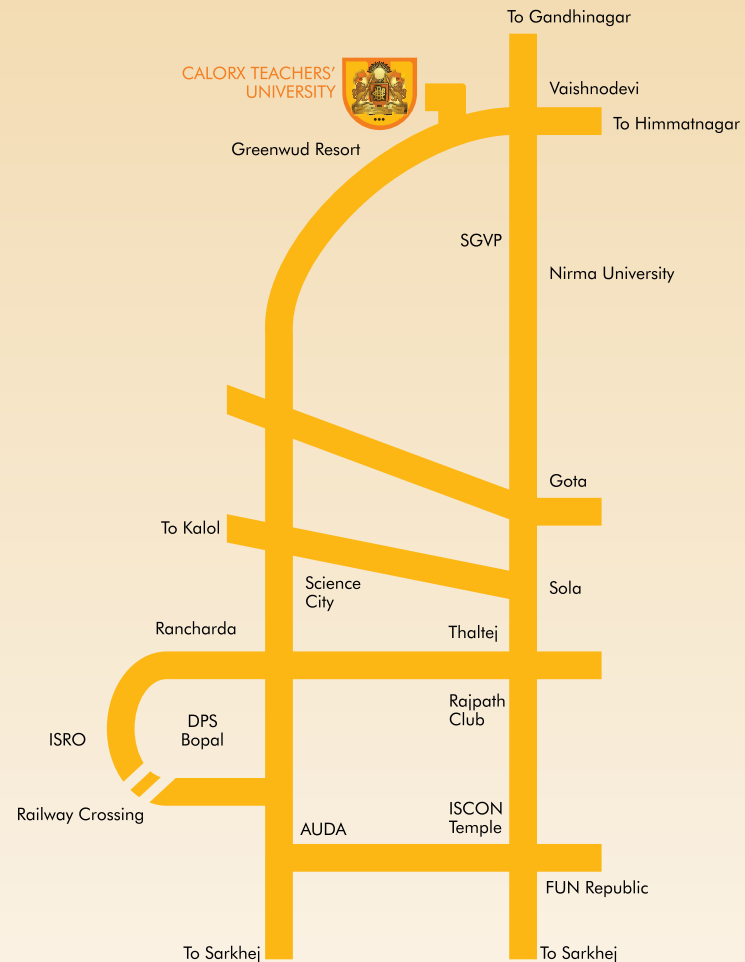 To Gandhinagar
CALORX TEACHERS’
UNIVERSITY
Vaishnodevi
To Himmatnagar
Greenwud Resort
SGVP
Nirma University
Gota
To Kalol
Science
City
Sola
Rancharda
Thaltej
Rajpath
Club
DPS
Bopal
ISRO
Railway Crossing
ISCON
Temple
AUDA
FUN Republic
To Sarkhej
To Sarkhej